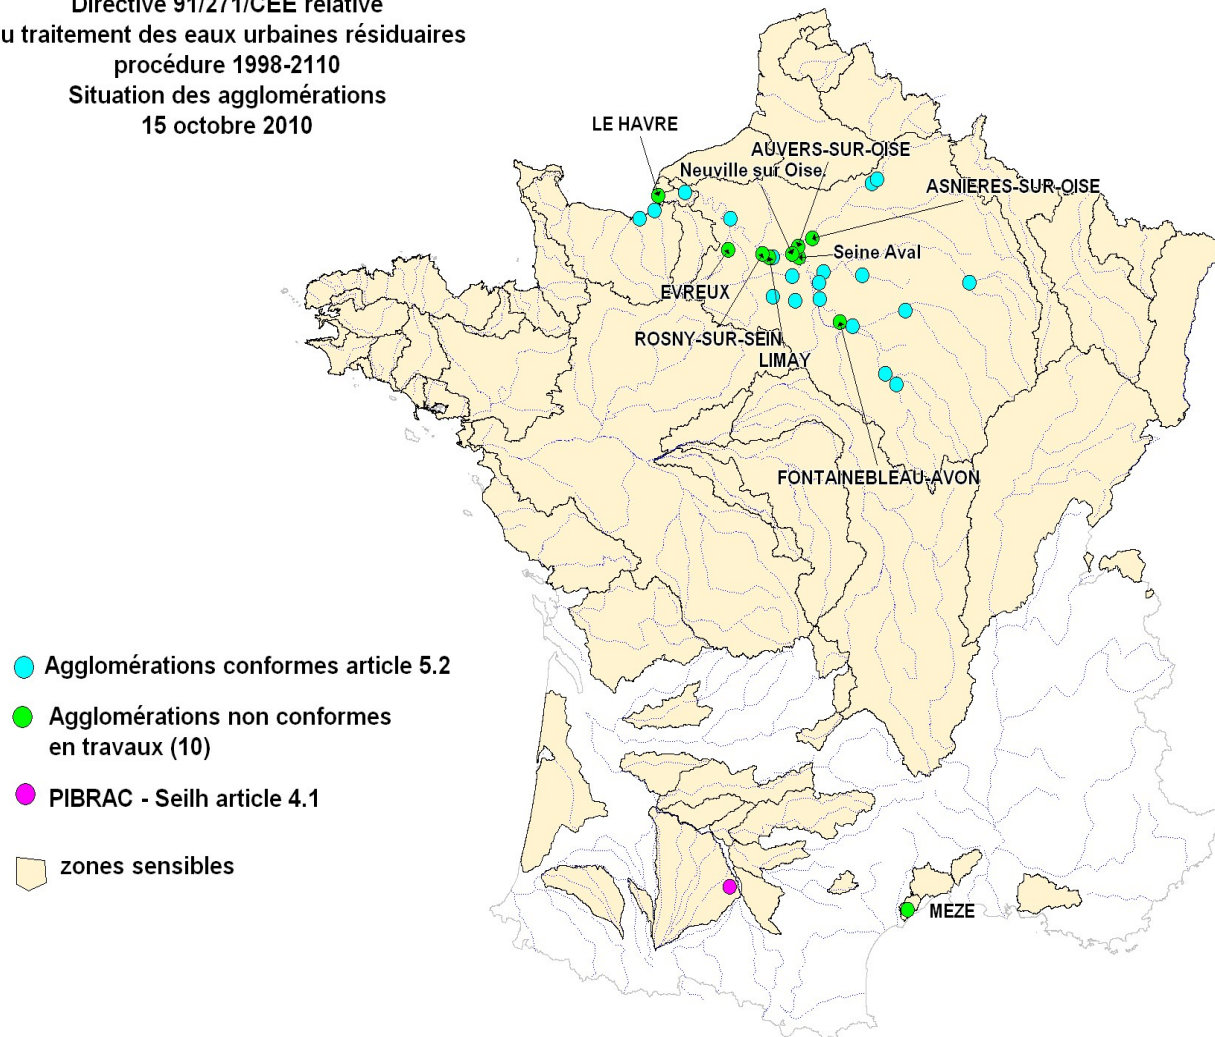 Directive 91/271/CEE relative
u traitement des eaux urbaines résiduaires
procédure 1998-2110
Situation des agglomérations
15 octobre 2010
LE HAVRE
AUVERS-SUR-OISE
Neuville sur Oise
ASNIERES-SUR-OISE
Seine Aval
EVREUX
ROSNY-SUR-SEIN
LIMAY
FONTAINEBLEAU-AVON
Agglomérations conformes article 5.2
Agglomérations non conformes
en travaux (10)
PIBRAC - Seilh article 4.1
zones sensibles
MEZE